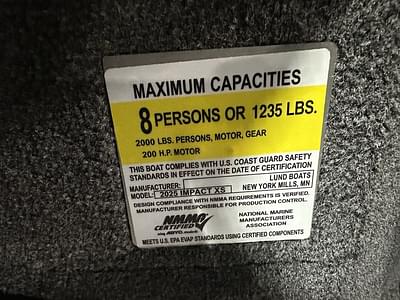 MAXIMUM CAPACITIES
8 PERSONS OR 1235 LBS.
2000 LBS. PERSONS, MOTOR, GEAR
200 H.P. MOTOR
THIS BOAT COMPLIES WITH U.S. COAST GUARD SAFETY
STANDARDS IN EFFECT ON THE DATE OF CERTIFICATION
MANUFACTURER: LUND BOATS
MODEL: 2025 IMPACT XS NEW YORK MILLS, MN
DESIGN COMPLIANCE WITH NMMA REQUIREMENTS IS VERIFIED.
MANUFACTURER RESPONSIBLE FOR PRODUCTION CONTROL.
NMMA
CERTIFIED
using ABYC standards
NATIONAL MARINE
MANUFACTURERS
ASSOCIATION
MEETS U.S. EPA EVAP STANDARDS USING CERTIFIED COMPONENTS